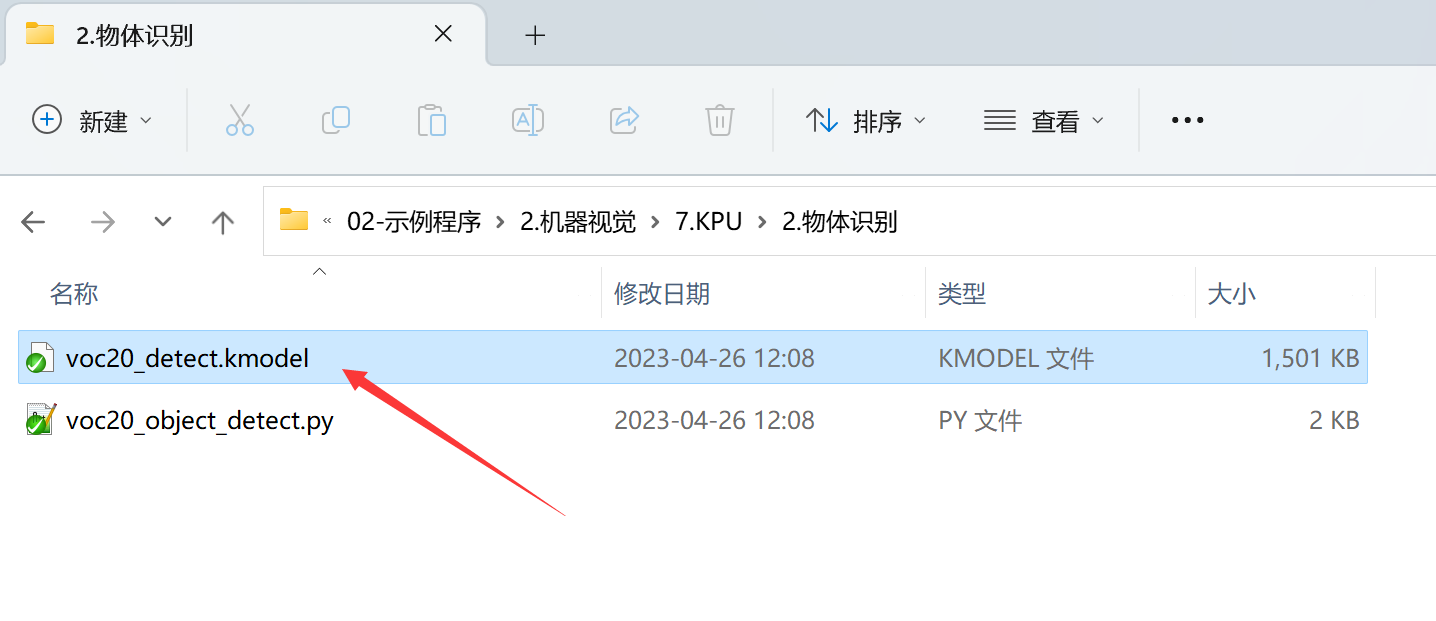 2.物体识别
新建
排序
查看
« 02-示例程序 > 2.机器视觉 > 7.KPU > 2.物体识别
名称 修改日期 类型 大小
voc20_detect.kmodel 2023-04-26 12:08 KMODEL 文件 1,501 KB
voc20_object_detect.py 2023-04-26 12:08 PY 文件 2 KB